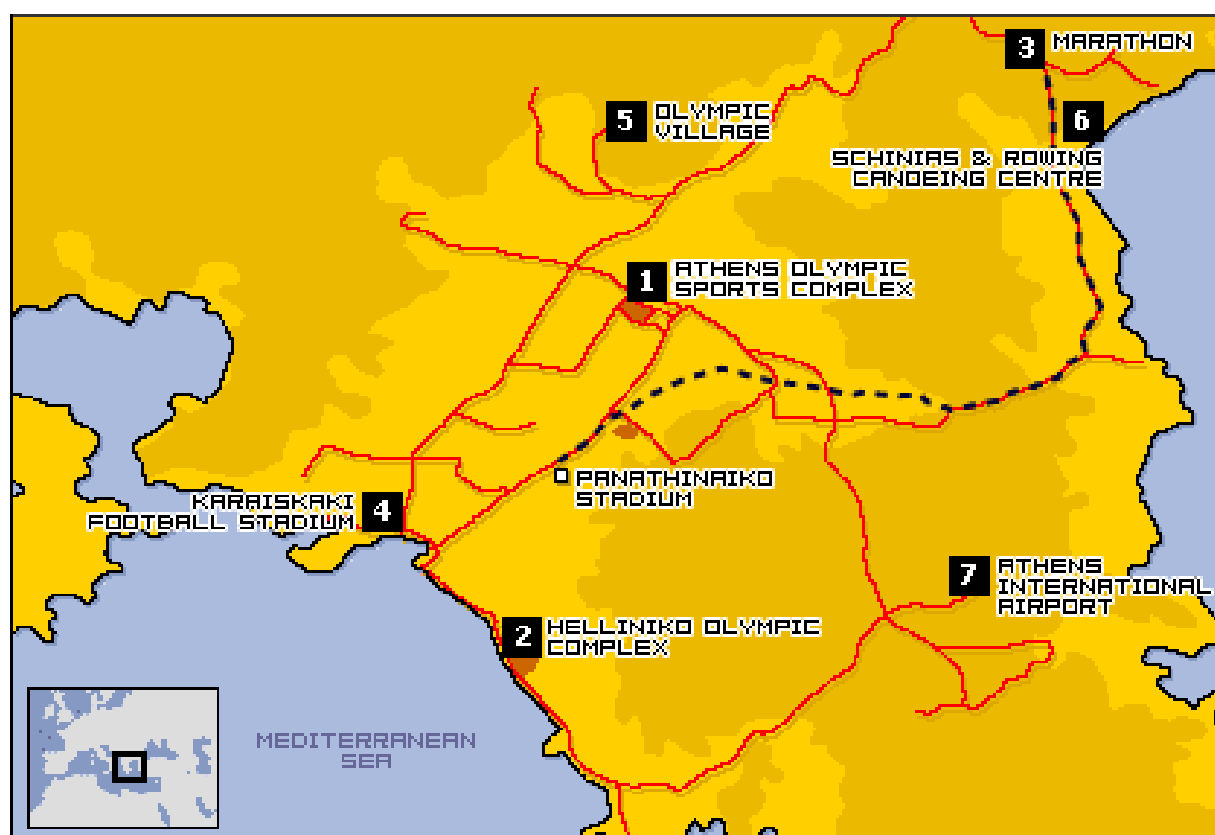 3 MARATHON
5 OLYMPIC
VILLAGE
6
SCHINIAS & ROWING
CANOEING CENTRE
1 ATHENS OLYMPIC
SPORTS COMPLEX
PANATHINAIKO
STADIUM
KARAISKAKI
FOOTBALL STADIUM 4
7 ATHENS
INTERNATIONAL
AIRPORT
2 HELLINIKO OLYMPIC
COMPLEX
MEDITERRANEAN
SEA